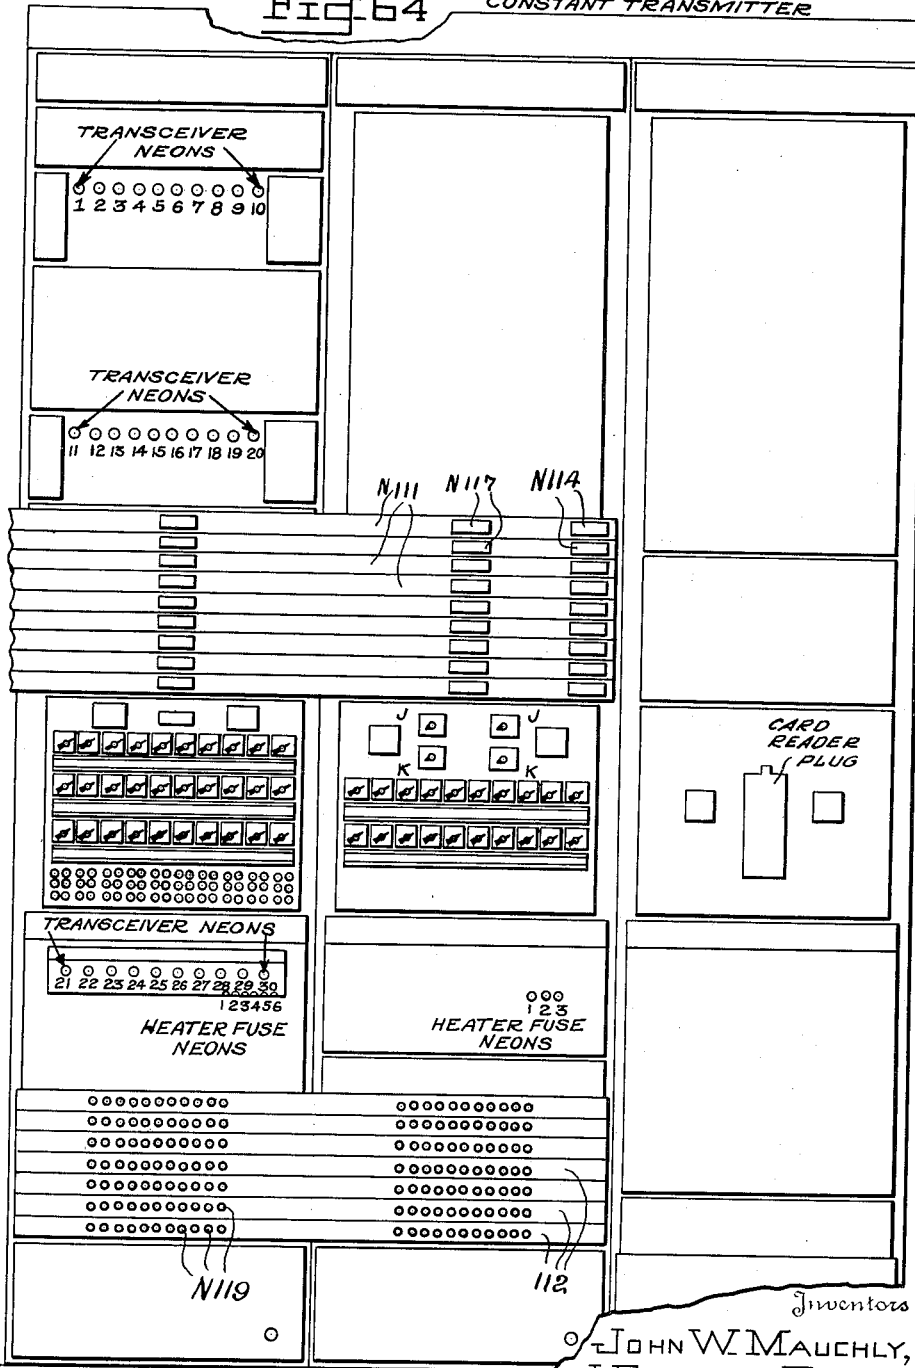 Fig. 64
CONSTANT TRANSMITTER
TRANSCEIVER
NEONS
1 2 3 4 5 6 7 8 9 10
TRANSCEIVER
NEONS
11 12 13 14 15 16 17 18 19 20
N111 N117 N114
J J
K K
CARD
READER
PLUG
TRANSCEIVER NEONS
21 22 23 24 25 26 27 28 29 30
1 2 3 4 5 6
HEATER FUSE
NEONS
1 2 3
HEATER FUSE
NEONS
N119
112
Inventors
JOHN W. MAUCHLY,